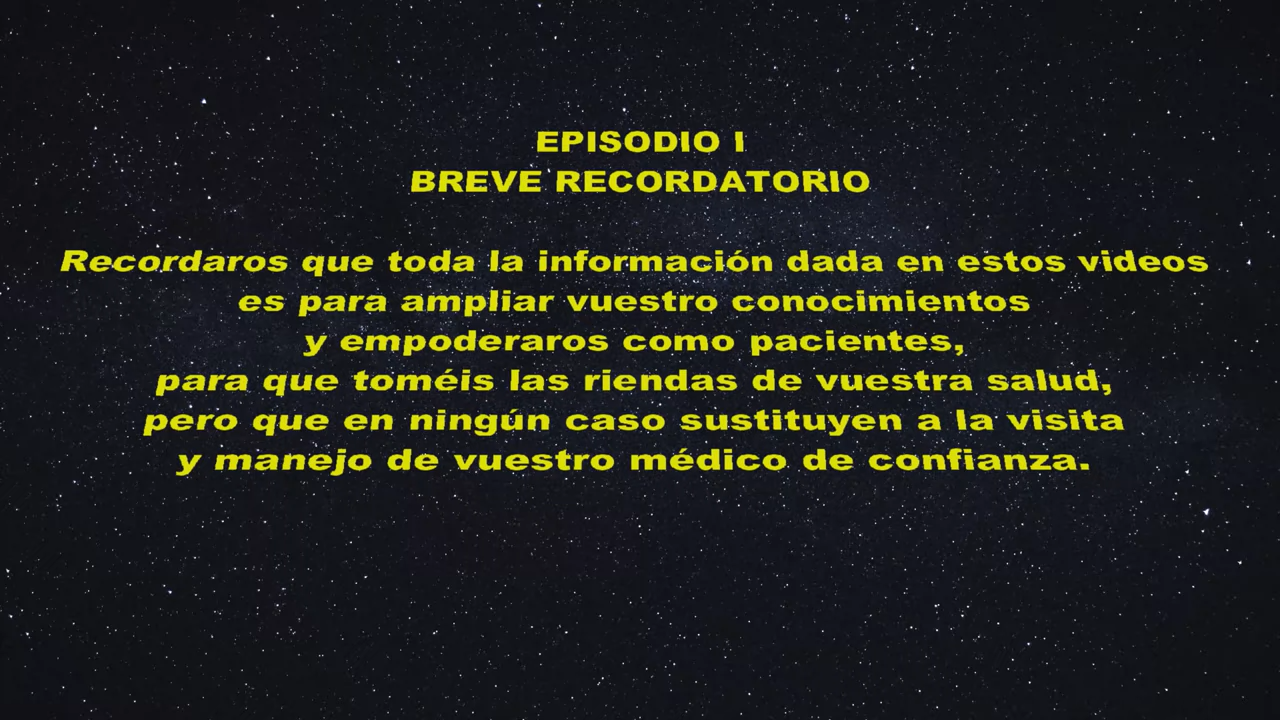 EPISODIO I
BREVE RECORDATORIO
Recordaros que toda la información dada en estos videos
es para ampliar vuestro conocimientos
y empoderaros como pacientes,
para que toméis las riendas de vuestra salud,
pero que en ningún caso sustituyen a la visita
y manejo de vuestro médico de confianza.